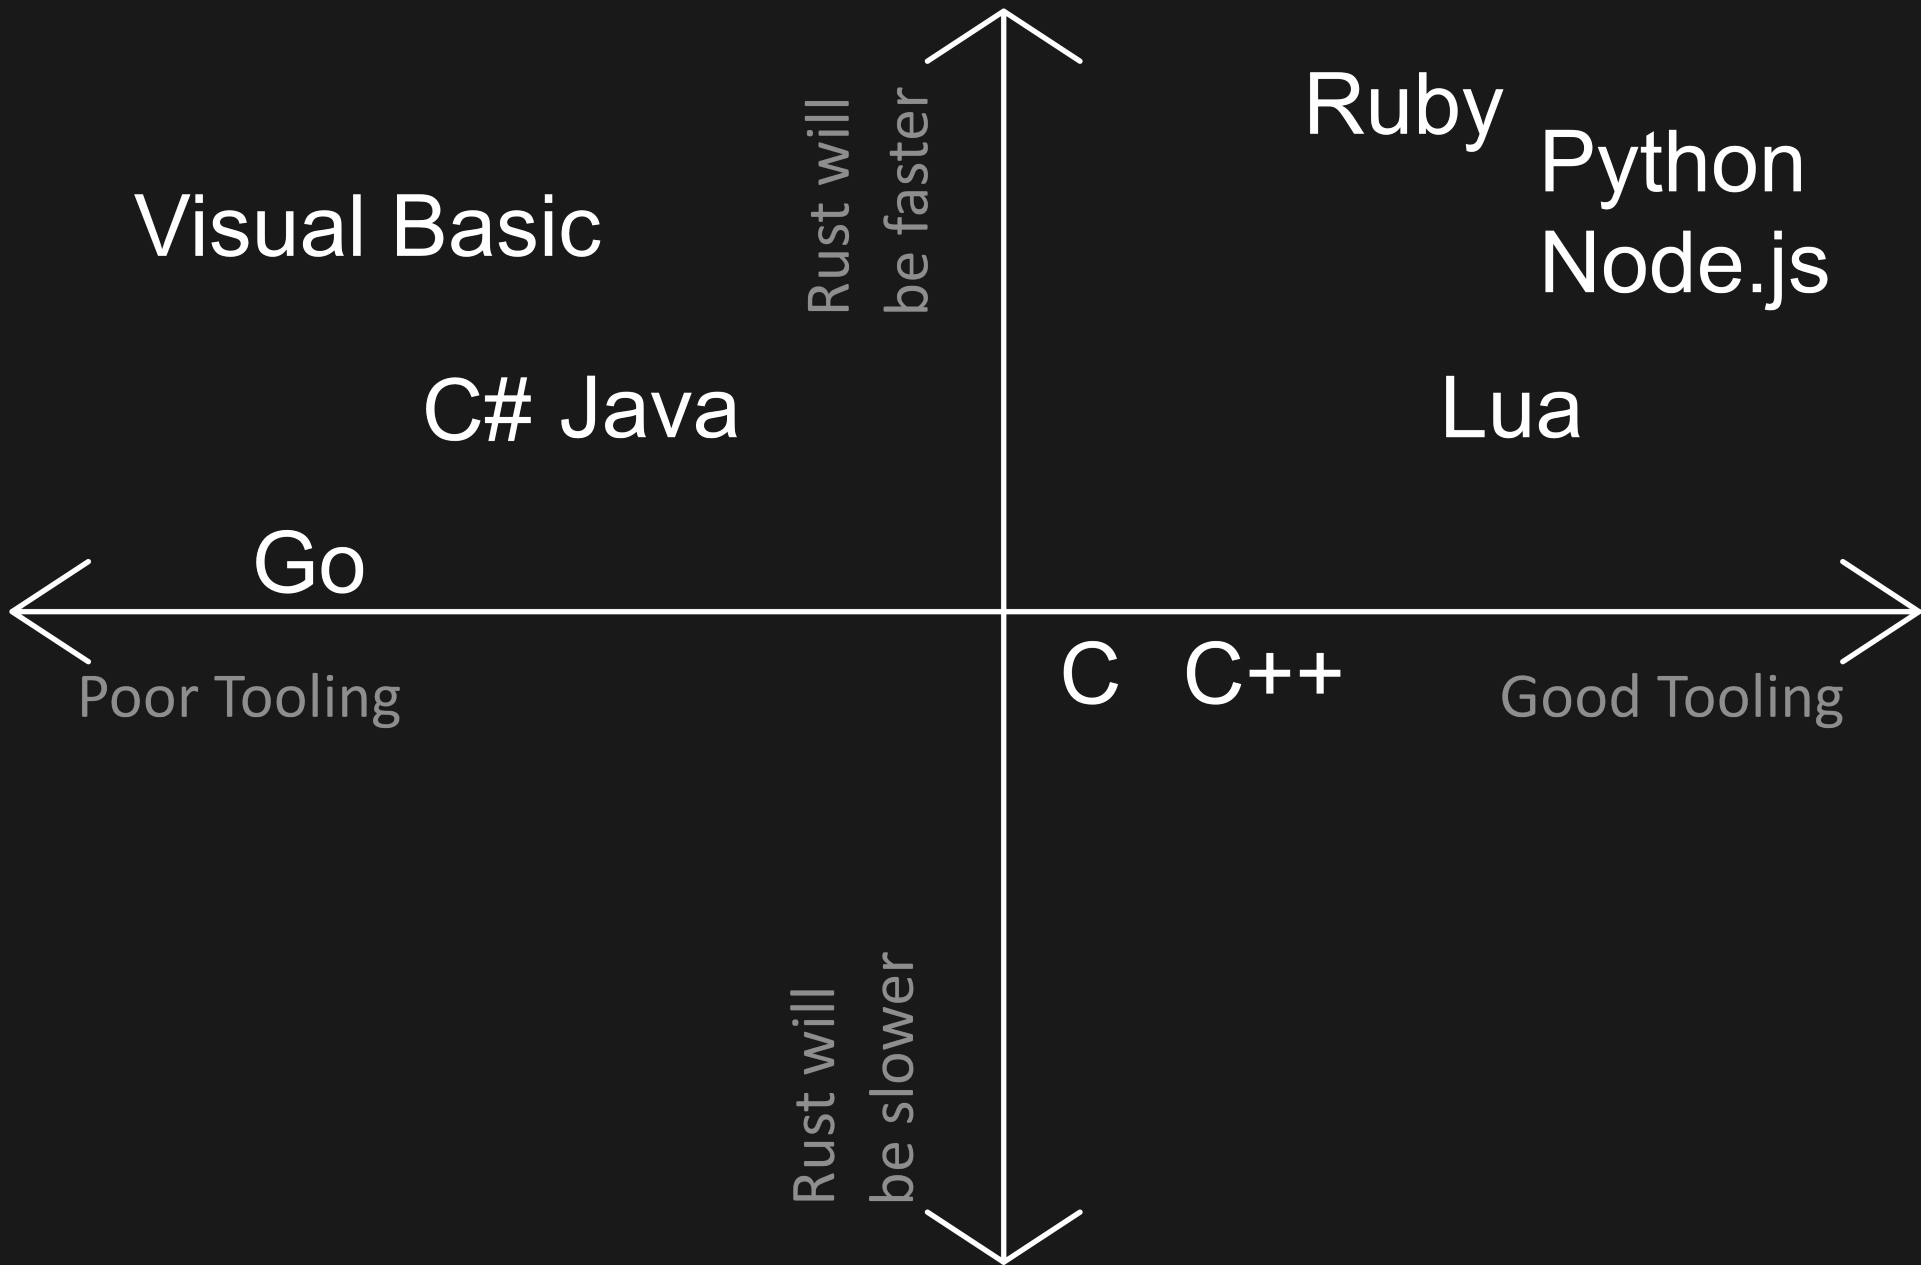 Rust will
be faster
Ruby
Python
Visual Basic
Node.js
C# Java
Lua
Go
C C++
Poor Tooling
Good Tooling
Rust will
be slower